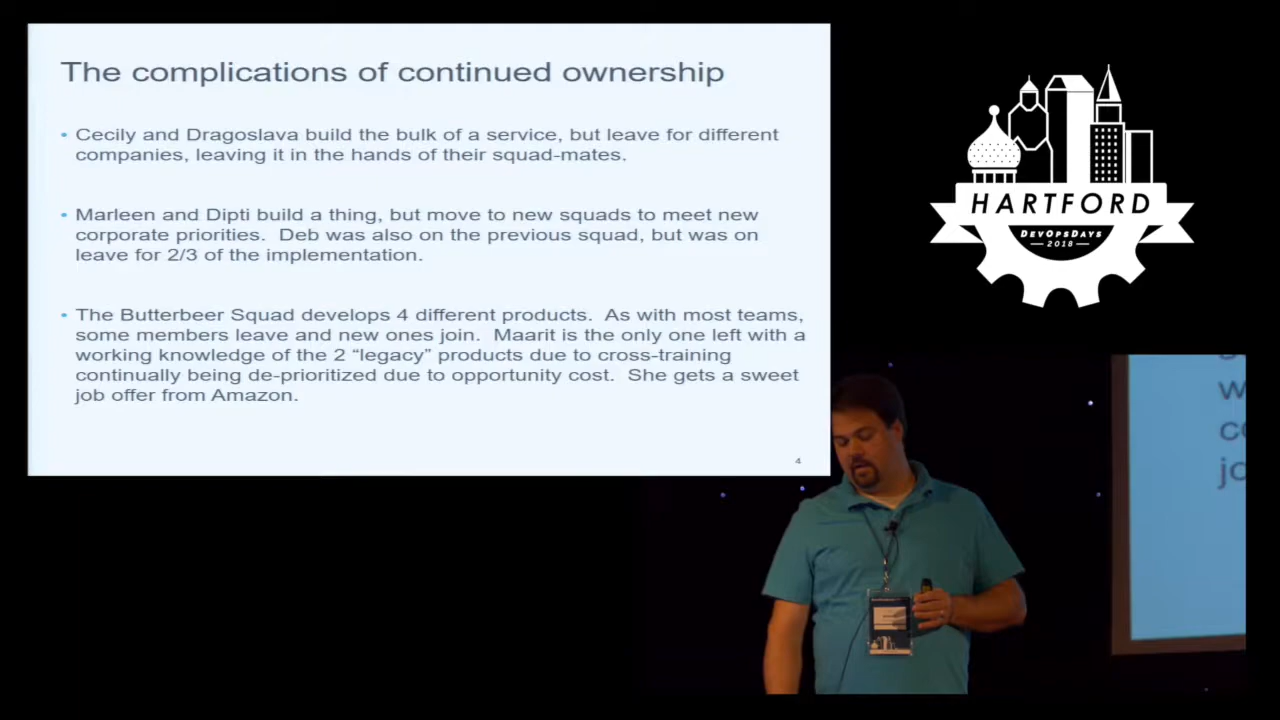 The complications of continued ownership
• Cecily and Dragoslava build the bulk of a service, but leave for different
companies, leaving it in the hands of their squad-mates.
• Marleen and Dipti build a thing, but move to new squads to meet new
corporate priorities.  Deb was also on the previous squad, but was on
leave for 2/3 of the implementation.
• The Butterbeer Squad develops 4 different products.  As with most teams,
some members leave and new ones join.  Maarit is the only one left with a
working knowledge of the 2 “legacy” products due to cross-training
continually being de-prioritized due to opportunity cost.  She gets a sweet
job offer from Amazon.
4
HARTFORD
DevOpsDays
2018
w
co
jo